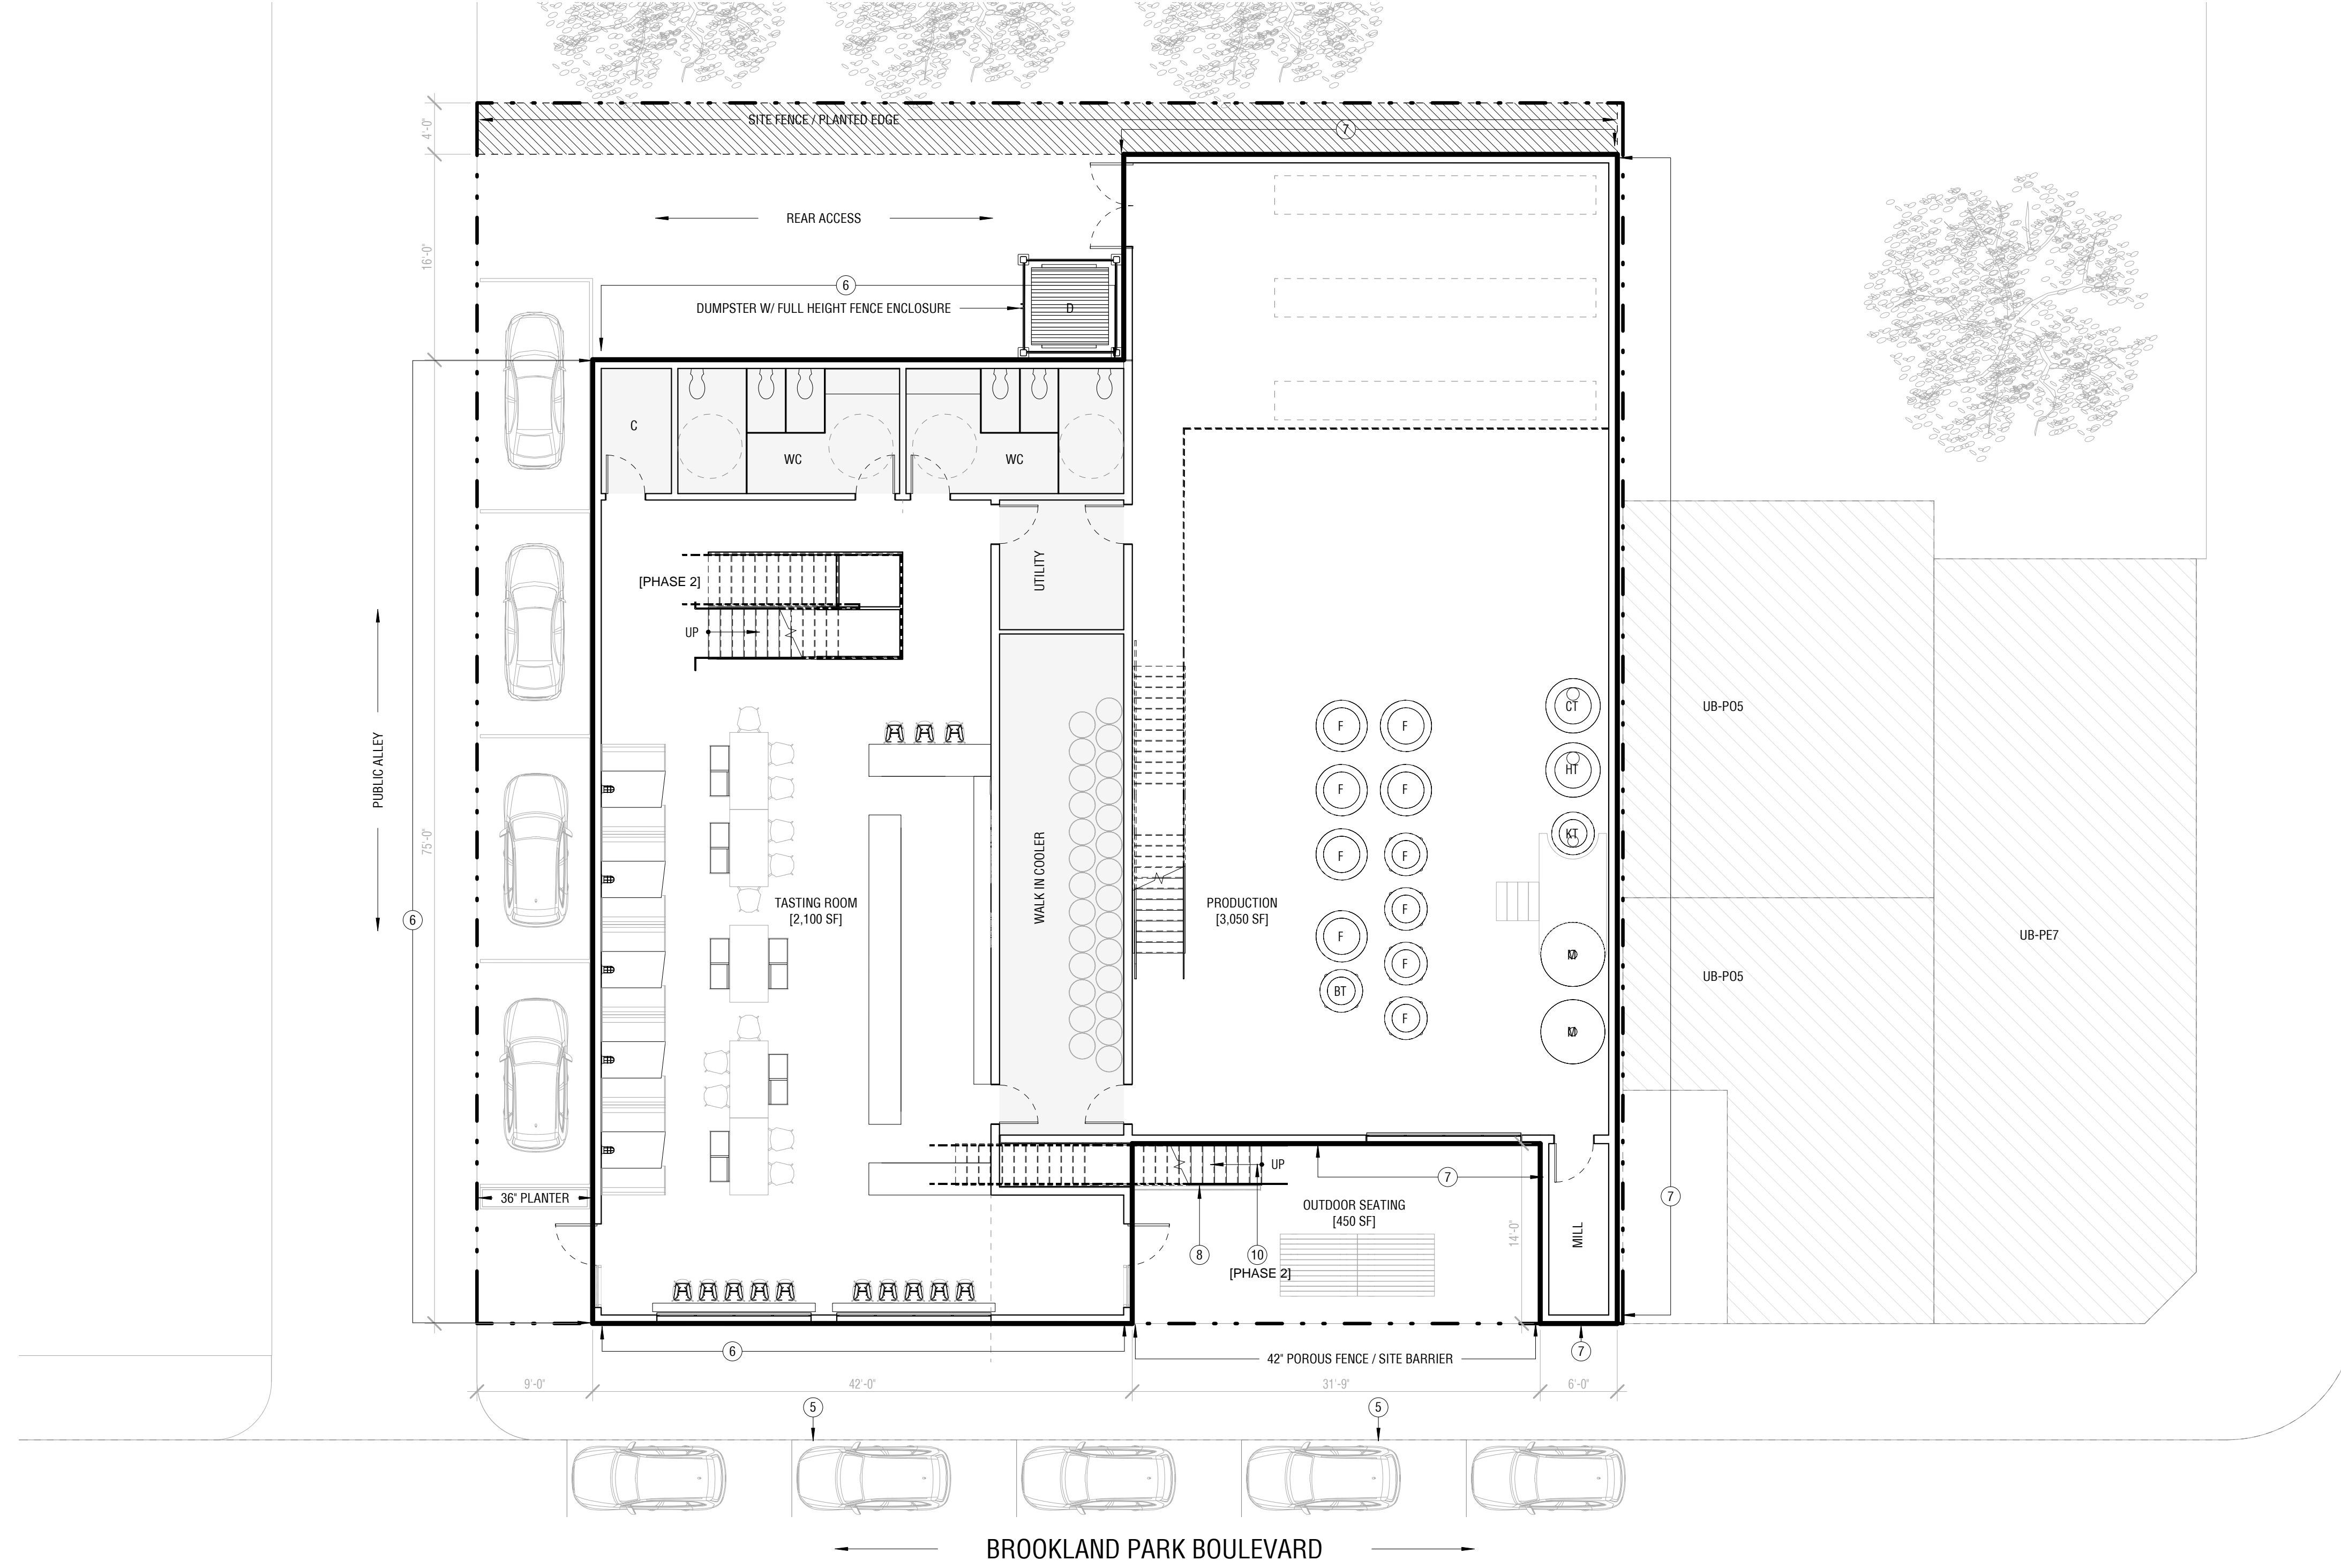 SITE FENCE / PLANTED EDGE
4'-0"
7
REAR ACCESS
16'-0"
6
DUMPSTER W/ FULL HEIGHT FENCE ENCLOSURE
D
C
WC
WC
[PHASE 2]
UTILITY
UP
PUBLIC ALLEY
75'-0"
6
TASTING ROOM
[2,100 SF]
WALK IN COOLER
PRODUCTION
[3,050 SF]
F
F
F
F
F
F
F
F
F
F
BT
CT
HT
KT
UB-PO5
UB-PE7
UB-PO5
36" PLANTER
UP
7
7
OUTDOOR SEATING
[450 SF]
14'-0"
MILL
8
10
[PHASE 2]
6
42" POROUS FENCE / SITE BARRIER
7
9'-0"
42'-0"
31'-9"
6'-0"
5
5
BROOKLAND PARK BOULEVARD